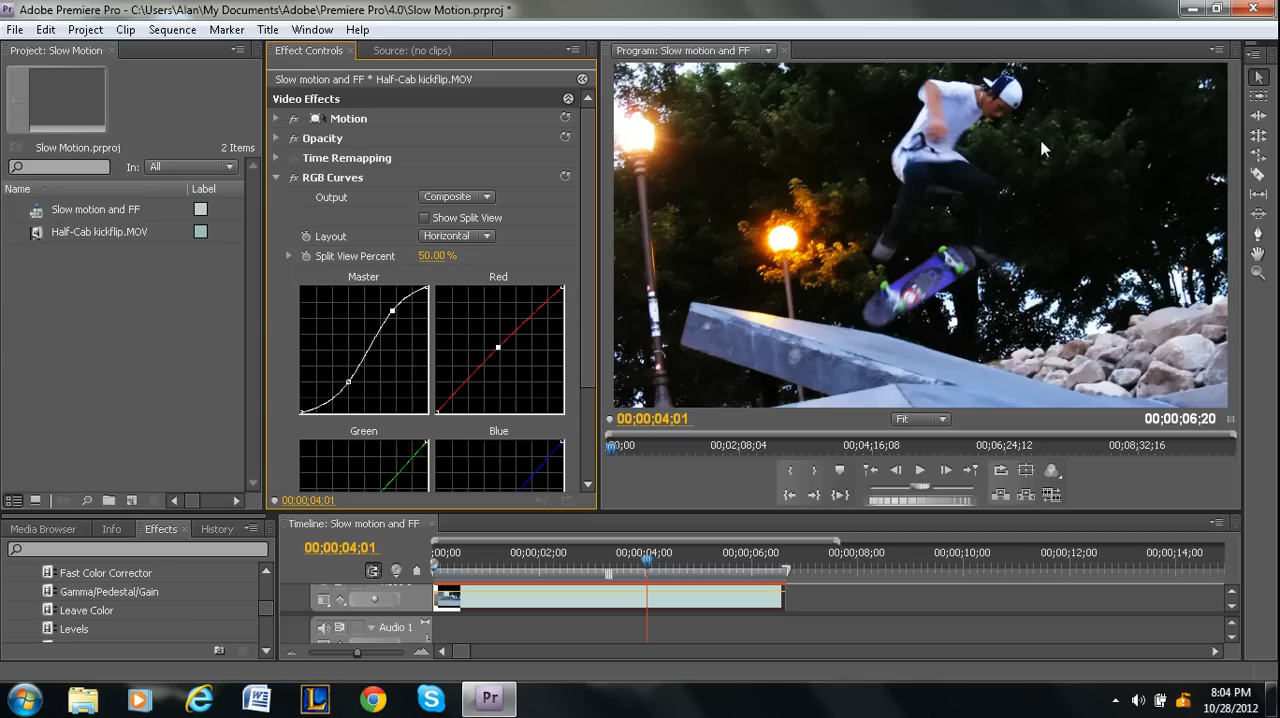 Adobe Premiere Pro - C:\Users\Alan\My Documents\Adobe\Premiere Pro\4.0\Slow Motion.prproj *
File Edit Project Clip Sequence Marker Title Window Help
Project: Slow Motion
Slow Motion.prproj 2 Items
In: All
Name Label
Slow motion and FF
Half-Cab kickflip.MOV
Effect Controls Source: (no clips)
Slow motion and FF * Half-Cab kickflip.MOV
Video Effects
fx Motion
fx Opacity
Time Remapping
fx RGB Curves
Output Composite
Show Split View
Layout Horizontal
Split View Percent 50.00 %
Master Red
Green Blue
00;00;04;01
Program: Slow motion and FF
00;00;04;01 Fit 00;00;06;20
00;00 00;02;08;04 00;04;16;08 00;06;24;12 00;08;32;16
Media Browser Info Effects History
Fast Color Corrector
Gamma/Pedestal/Gain
Leave Color
Levels
Timeline: Slow motion and FF
00;00;04;01
;00;00 00;00;02;00 00;00;04;00 00;00;06;00 00;00;08;00 00;00;10;00 00;00;12;00 00;00;14;00
Audio 1
W
L
S
Pr
8:04 PM
10/28/2012